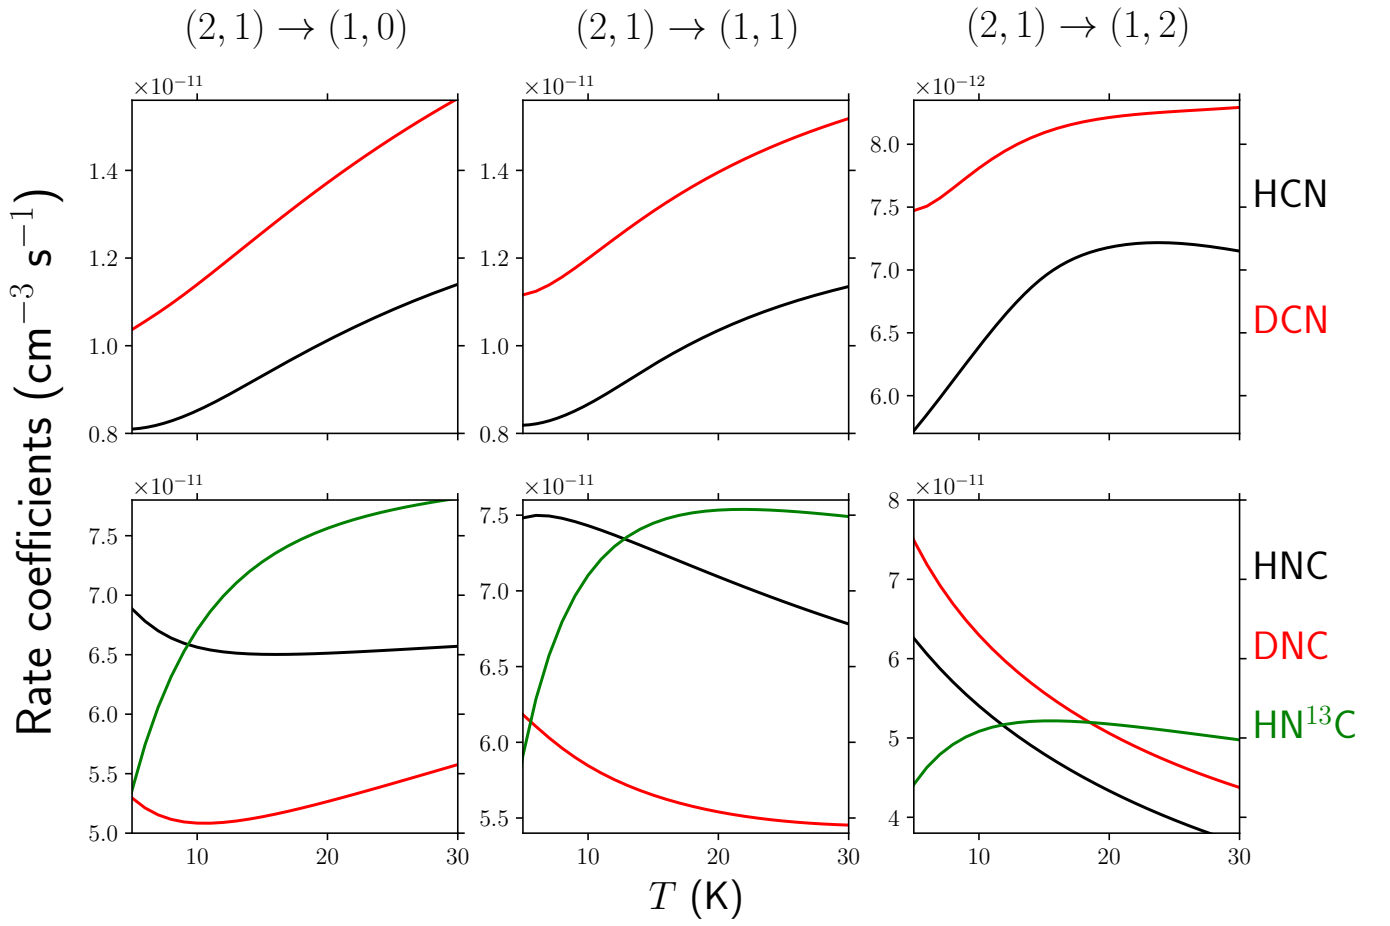 (2, 1) → (1, 0)
(2, 1) → (1, 1)
(2, 1) → (1, 2)
×10⁻¹¹
×10⁻¹¹
×10⁻¹²
1.4
1.2
1.0
0.8
1.4
1.2
1.0
0.8
8.0
7.5
7.0
6.5
6.0
HCN
DCN
Rate coefficients (cm⁻³ s⁻¹)
×10⁻¹¹
×10⁻¹¹
×10⁻¹¹
7.5
7.0
6.5
6.0
5.5
5.0
7.5
7.0
6.5
6.0
5.5
8
7
6
5
4
HNC
DNC
HN¹³C
10 20 30
10 20 30
10 20 30
T (K)